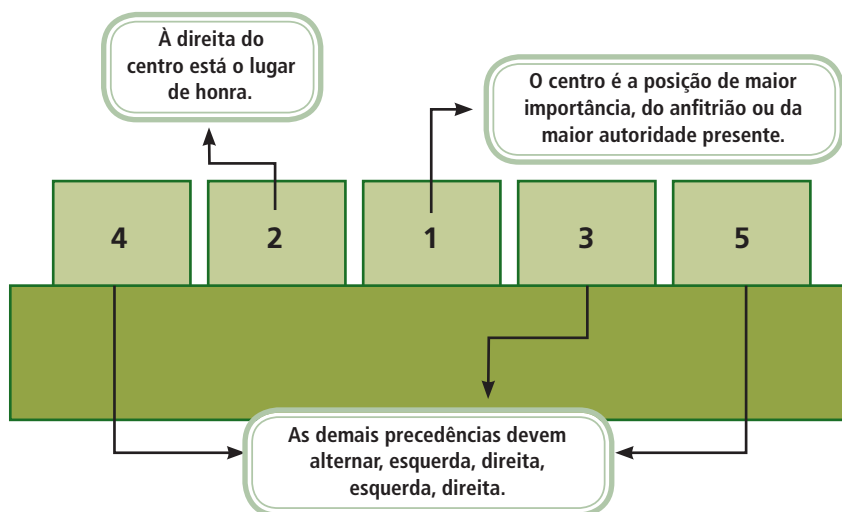 À direita do
centro está o lugar
de honra.
O centro é a posição de maior
importância, do anfitrião ou da
maior autoridade presente.
4
2
1
3
5
As demais precedências devem
alternar, esquerda, direita,
esquerda, direita.